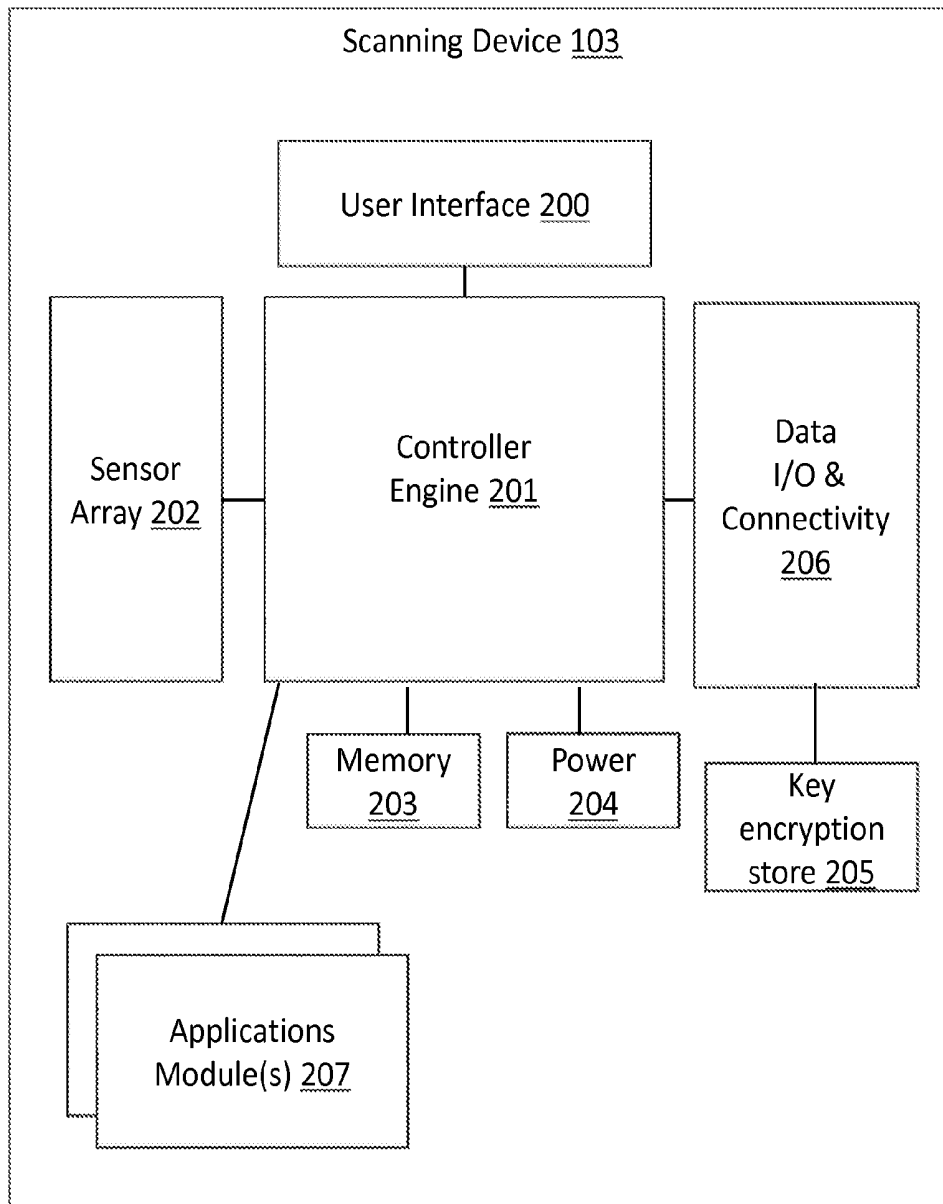 Scanning Device 103
User Interface 200
Sensor
Array 202
Controller
Engine 201
Data
I/O &
Connectivity
206
Memory
203
Power
204
Key
encryption
store 205
Applications
Module(s) 207